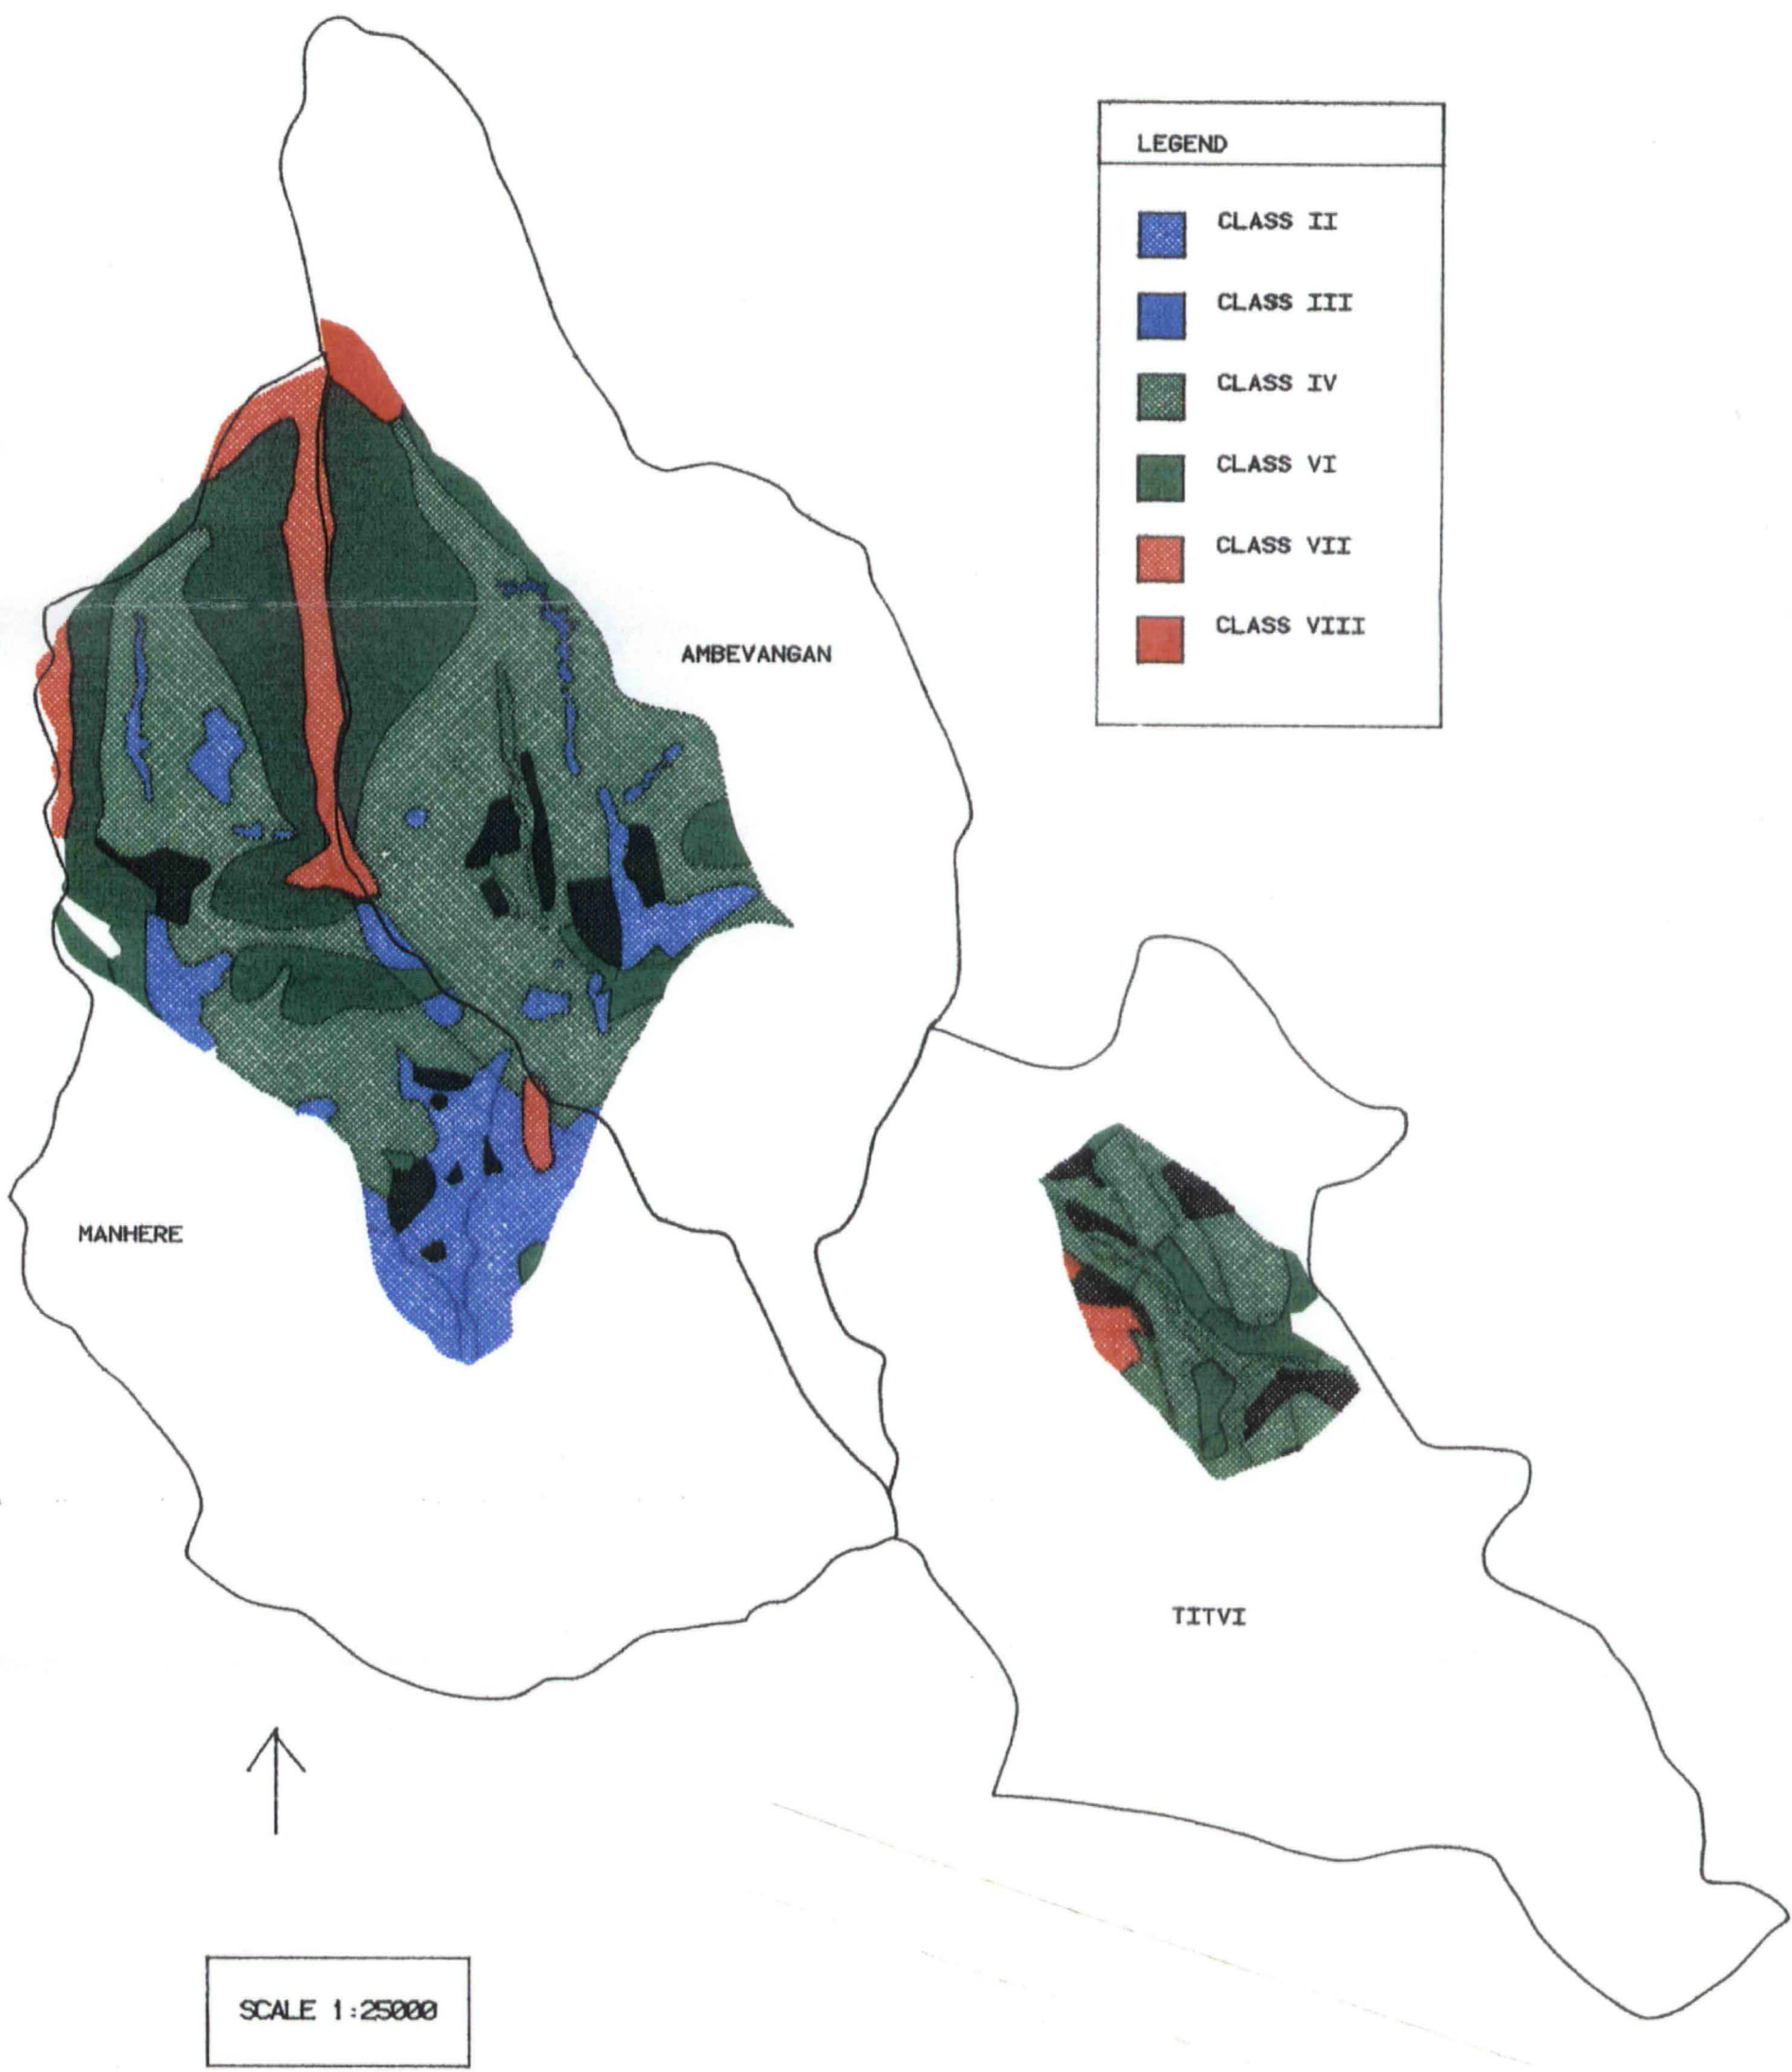 LEGEND
CLASS II
CLASS III
CLASS IV
CLASS VI
CLASS VII
CLASS VIII
AMBEVANGAN
MANHERE
TITVI
SCALE 1:25000